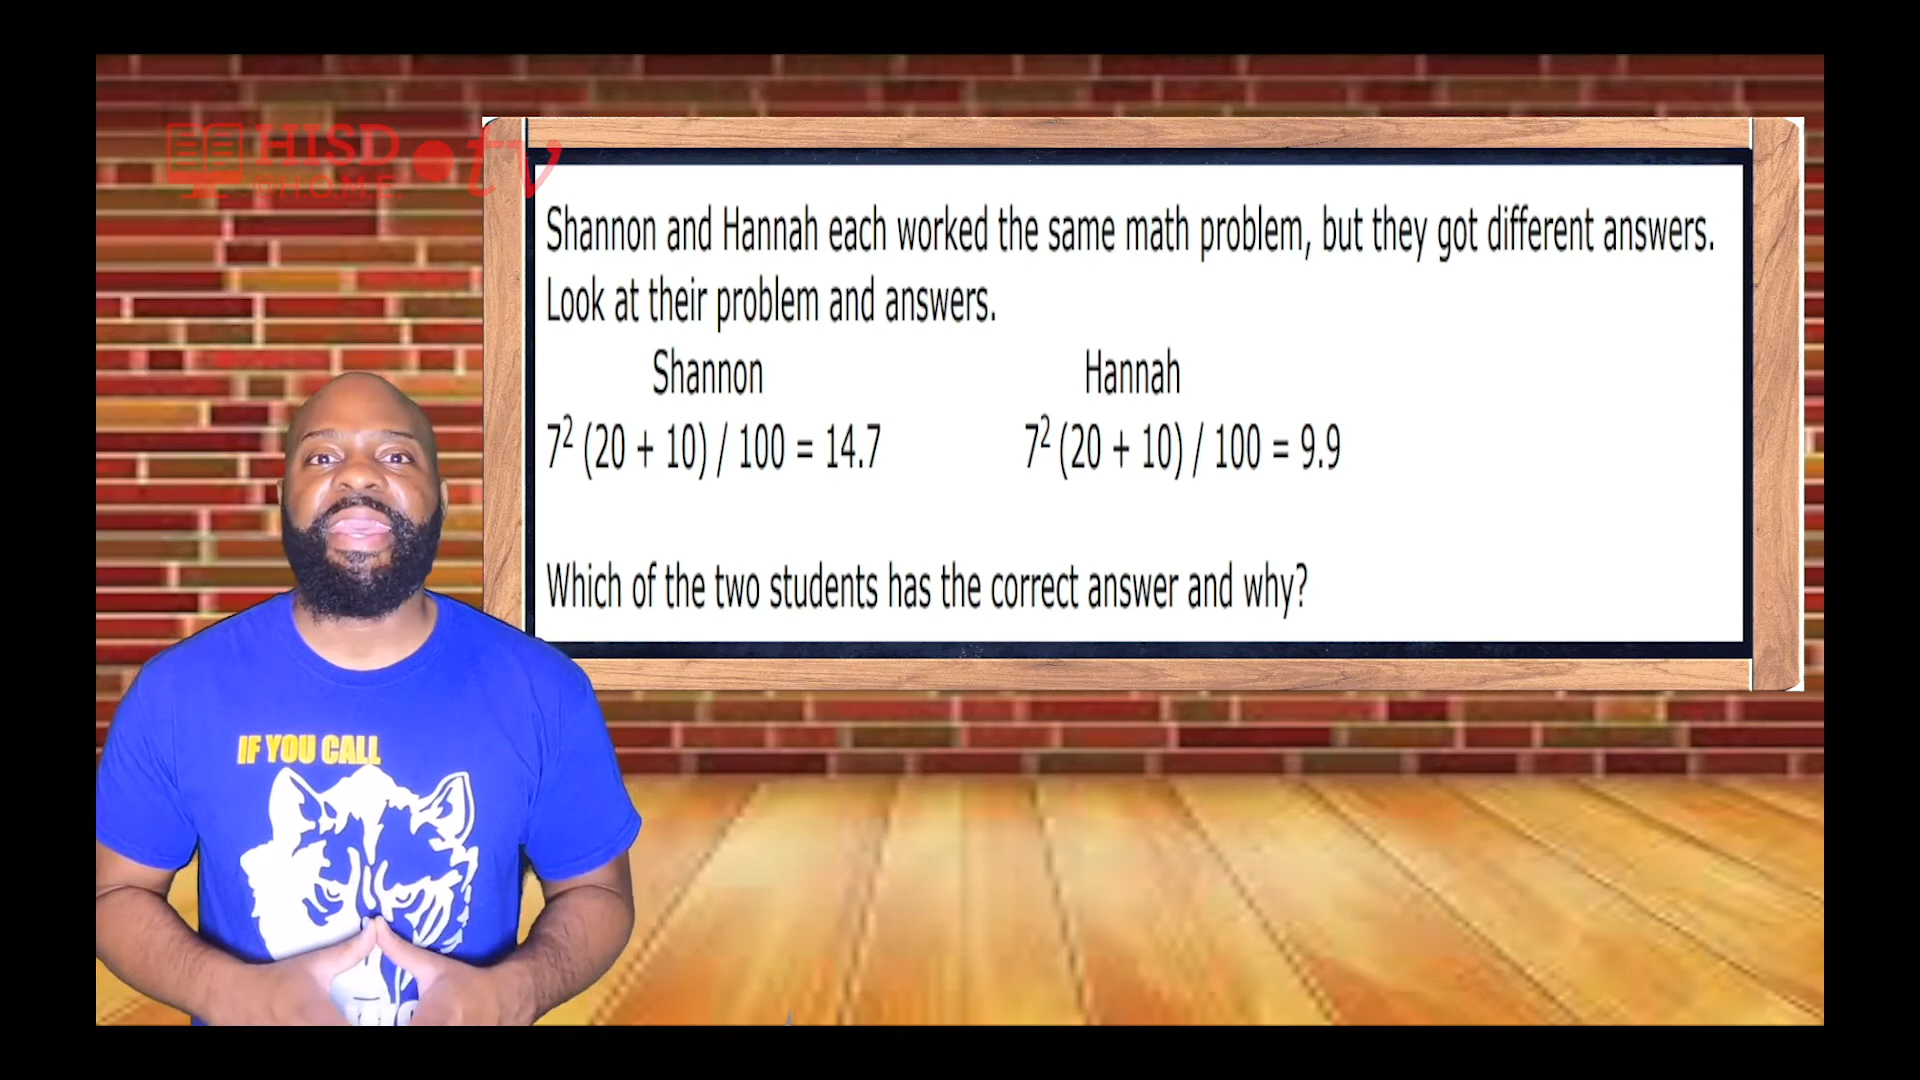 HISD
@H.O.M.E.
.tv
Shannon and Hannah each worked the same math problem, but they got different answers.
Look at their problem and answers.
Shannon Hannah
7² (20 + 10) / 100 = 14.7 7² (20 + 10) / 100 = 9.9
Which of the two students has the correct answer and why?
IF YOU CALL